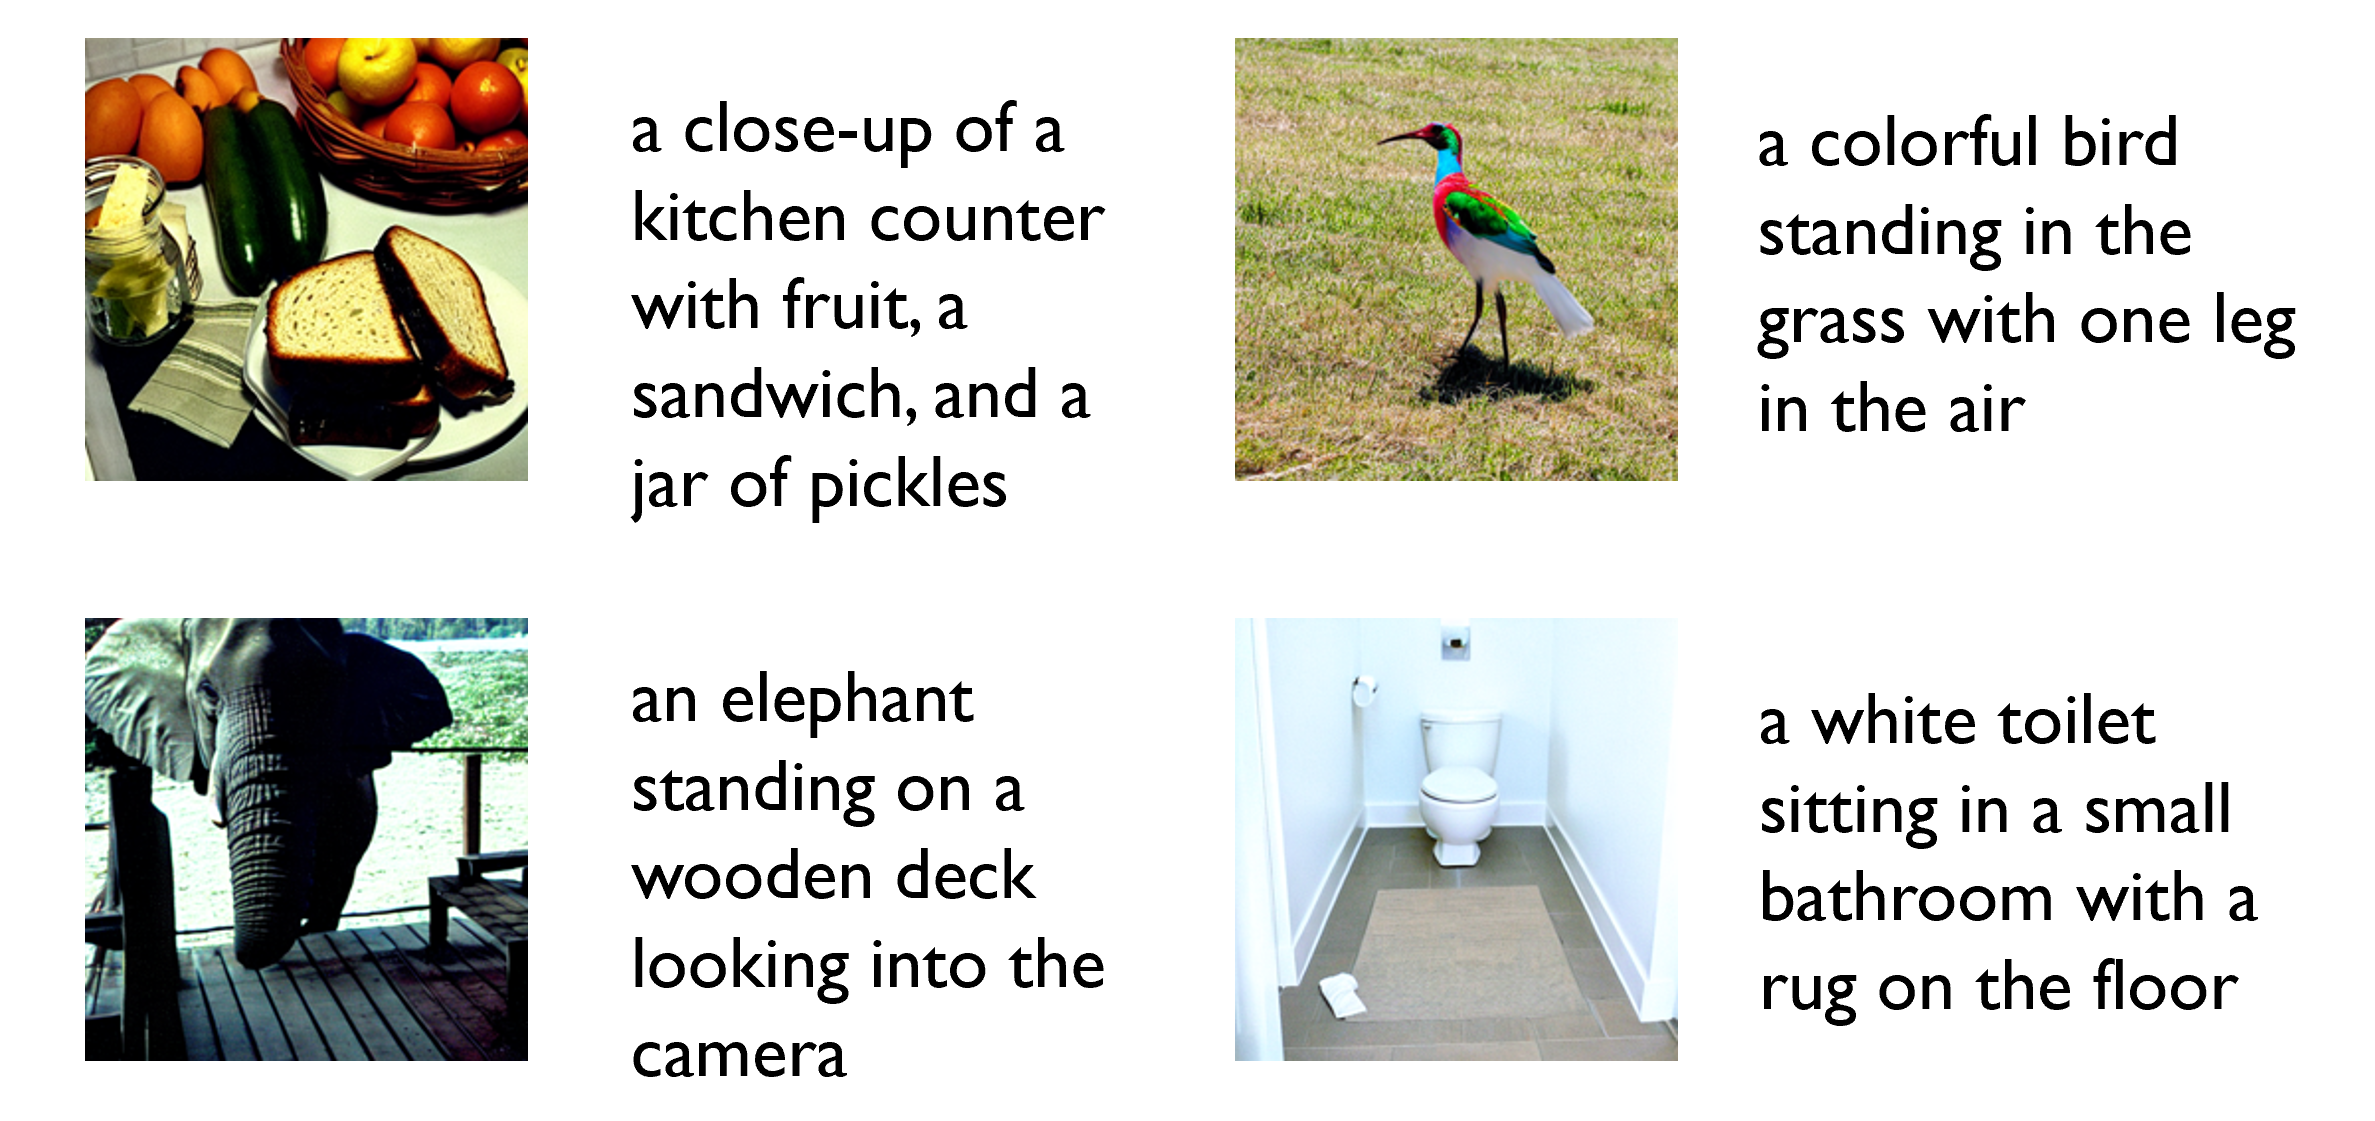 a close-up of a
kitchen counter
with fruit, a
sandwich, and a
jar of pickles
a colorful bird
standing in the
grass with one leg
in the air
an elephant
standing on a
wooden deck
looking into the
camera
a white toilet
sitting in a small
bathroom with a
rug on the floor